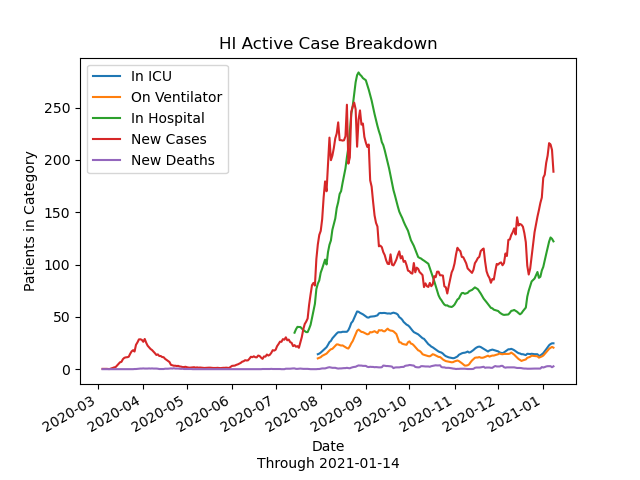 HI Active Case Breakdown
In ICU
On Ventilator
In Hospital
New Cases
New Deaths
Patients in Category
250
200
150
100
50
0
2020-03
2020-04
2020-05
2020-06
2020-07
2020-08
2020-09
2020-10
2020-11
2020-12
2021-01
Date
Through 2021-01-14